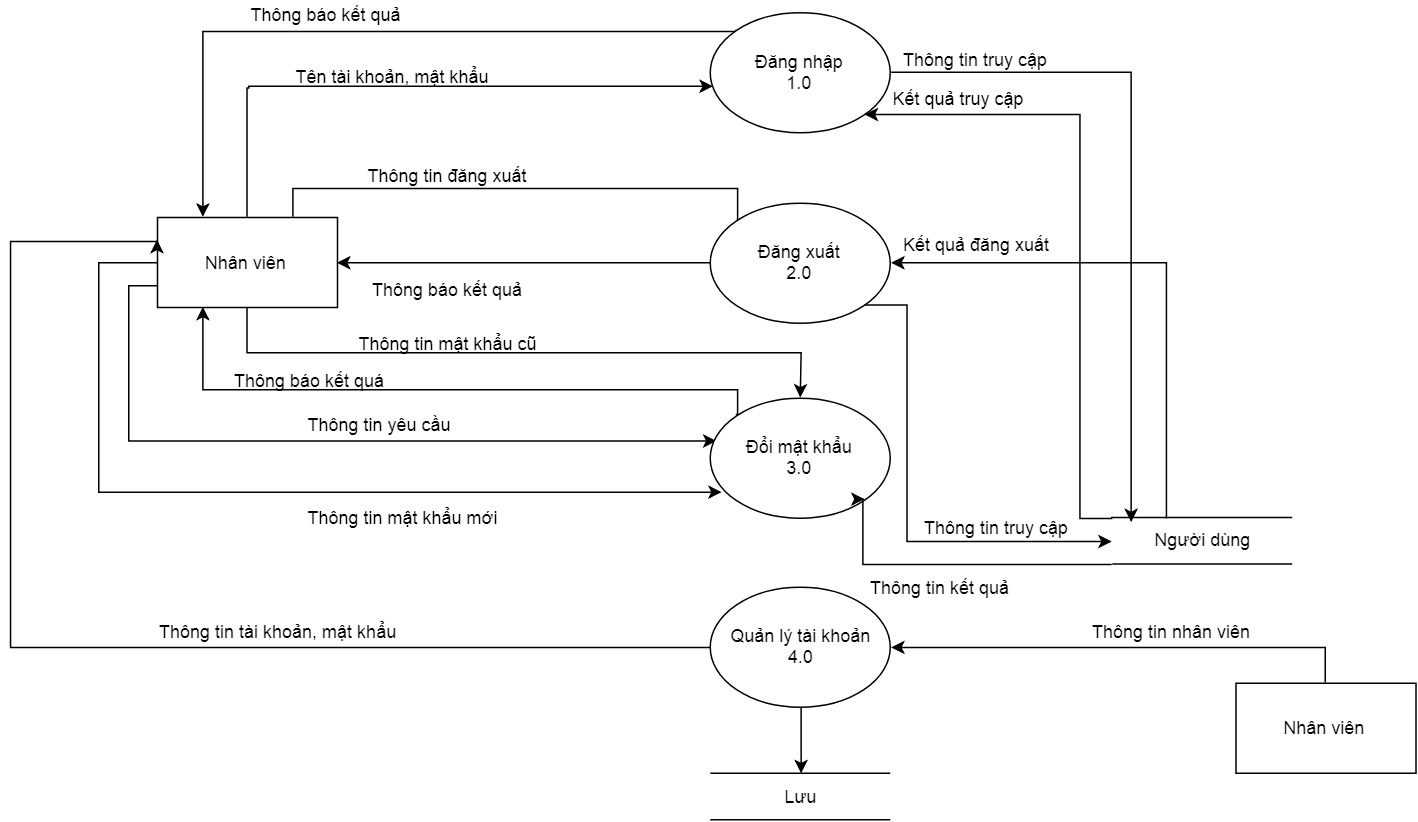 Thông báo kết quả
Đăng nhập
1.0
Thông tin truy cập
Tên tài khoản, mật khẩu
Kết quả truy cập
Thông tin đăng xuất
Đăng xuất
2.0
Kết quả đăng xuất
Nhân viên
Thông báo kết quả
Thông tin mật khẩu cũ
Thông báo kết quá
Thông tin yêu cầu
Đổi mật khẩu
3.0
Thông tin mật khẩu mới
Thông tin truy cập
Người dùng
Thông tin kết quả
Thông tin tài khoản, mật khẩu
Quản lý tài khoản
4.0
Thông tin nhân viên
Nhân viên
Lưu